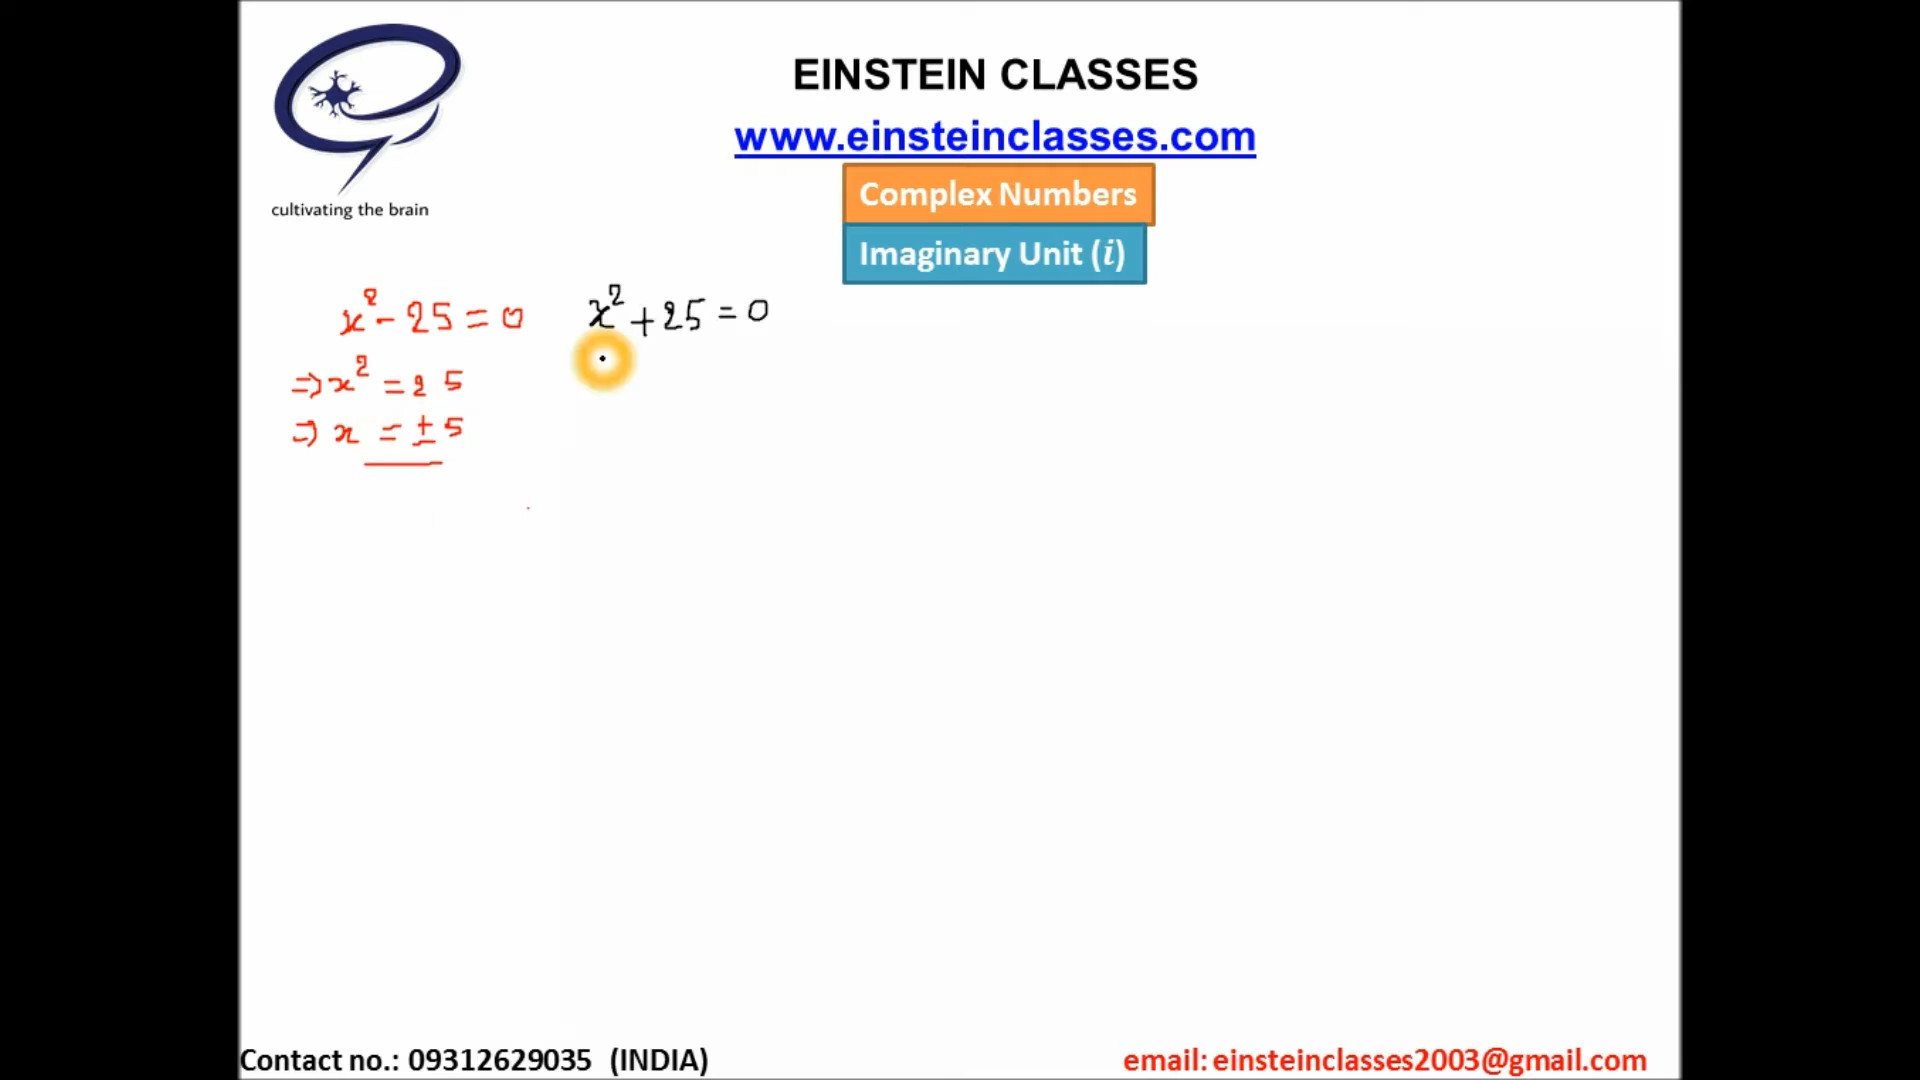 EINSTEIN CLASSES
www.einsteinclasses.com
cultivating the brain
Complex Numbers
Imaginary Unit (i)
x² - 25 = 0
⇒ x² = 25
⇒ x = ± 5
x² + 25 = 0
Contact no.: 09312629035 (INDIA)
email: einsteinclasses2003@gmail.com